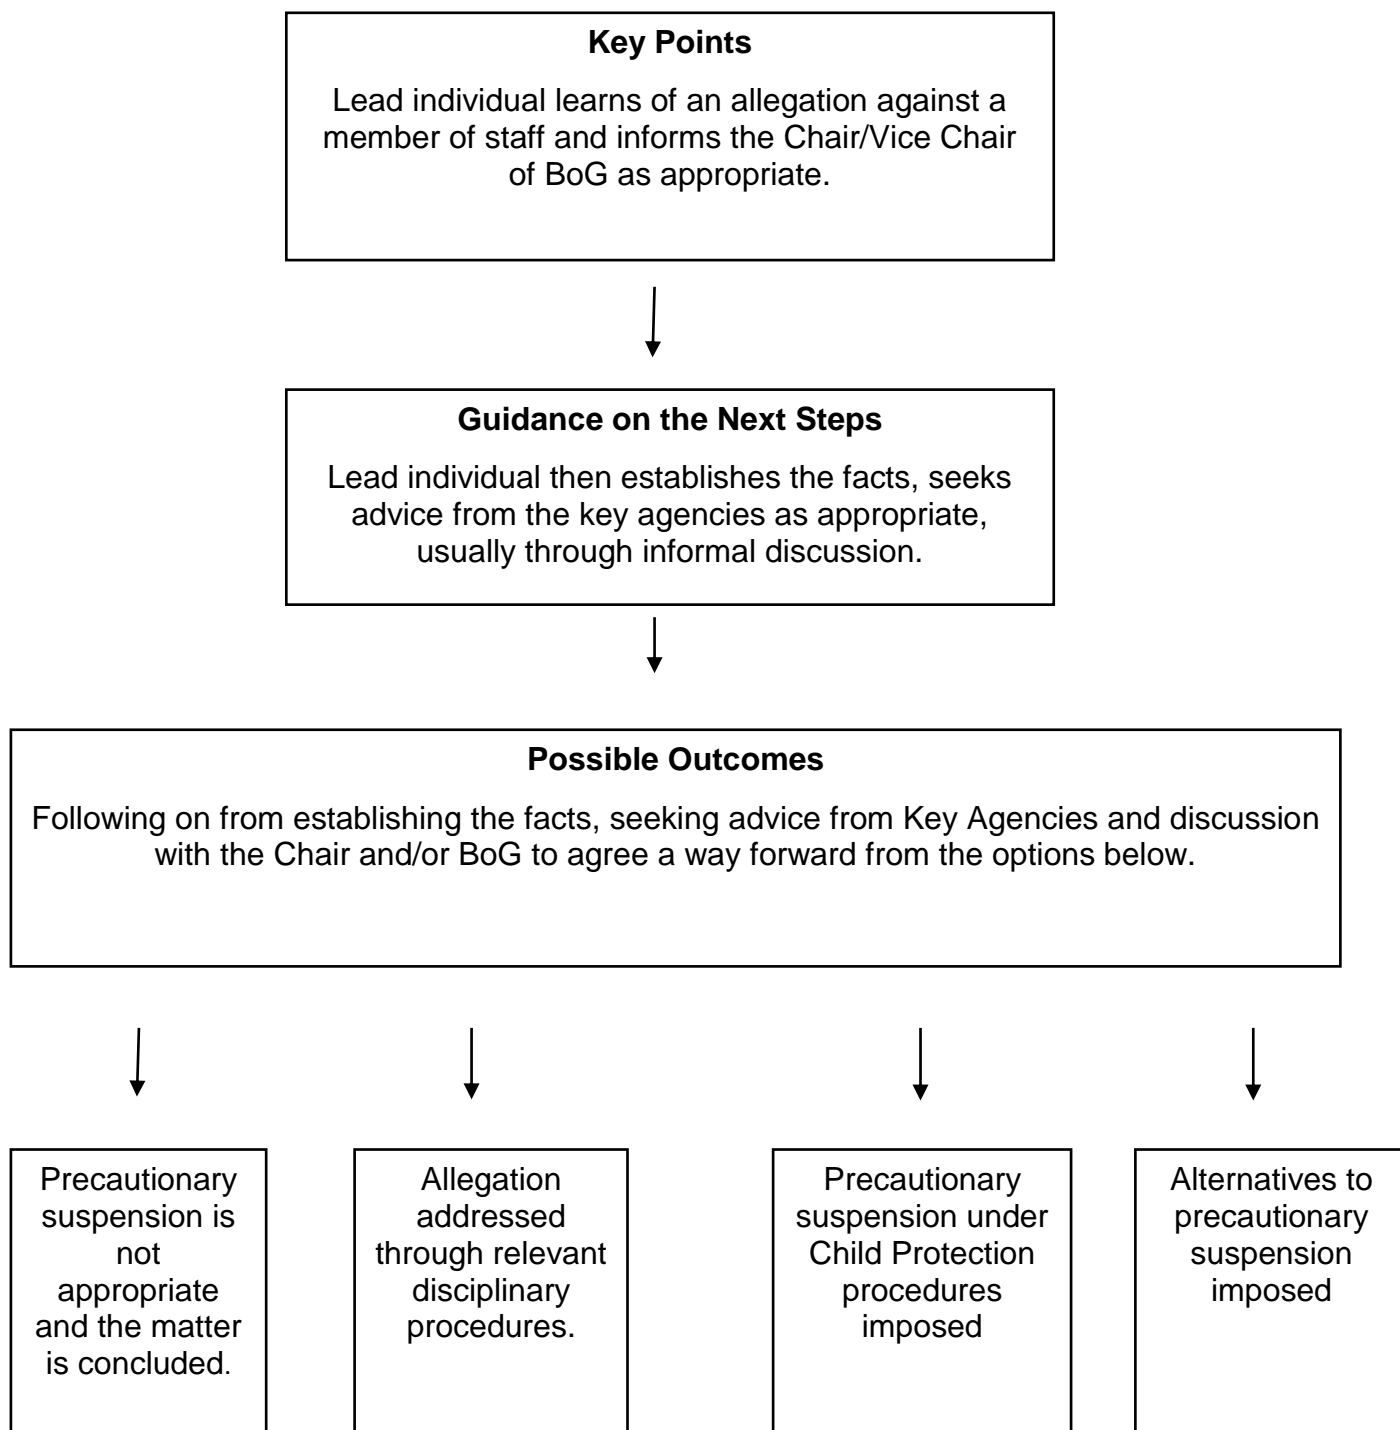 Key Points
Lead individual learns of an allegation against a
member of staff and informs the Chair/Vice Chair
of BoG as appropriate.
Guidance on the Next Steps
Lead individual then establishes the facts, seeks
advice from the key agencies as appropriate,
usually through informal discussion.
Possible Outcomes
Following on from establishing the facts, seeking advice from Key Agencies and discussion
with the Chair and/or BoG to agree a way forward from the options below.
Precautionary
suspension is
not
appropriate
and the matter
is concluded.
Allegation
addressed
through relevant
disciplinary
procedures.
Precautionary
suspension under
Child Protection
procedures
imposed
Alternatives to
precautionary
suspension
imposed